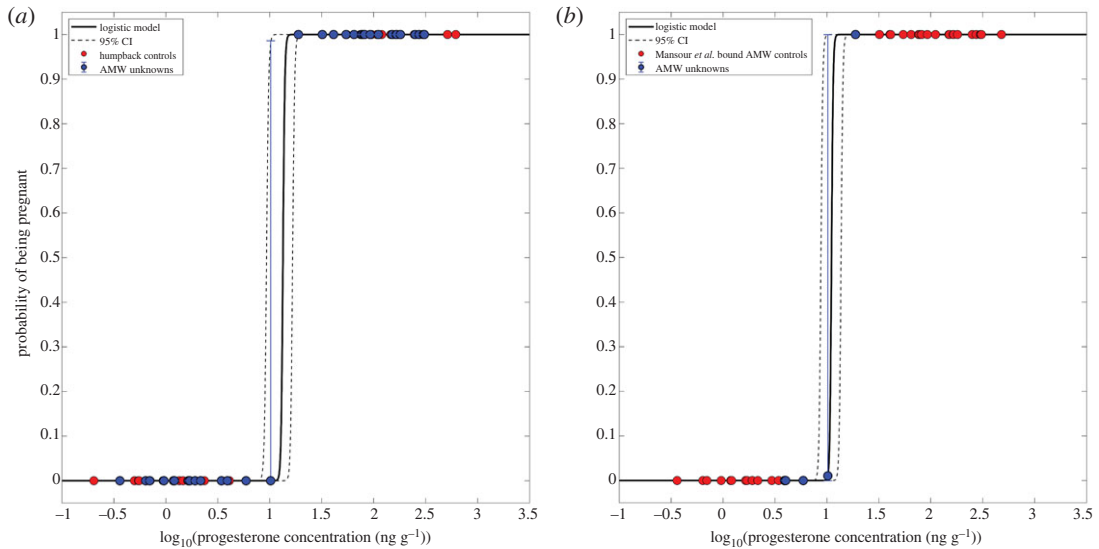 (a)
logistic model
95% CI
humpback controls
AMW unknowns
probability of being pregnant
1
0.9
0.8
0.7
0.6
0.5
0.4
0.3
0.2
0.1
0
–1 –0.5 0 0.5 1 1.5 2 2.5 3 3.5
log10(progesterone concentration (ng g–1))
(b)
logistic model
95% CI
Mansour et al. bound AMW controls
AMW unknowns
1
0.9
0.8
0.7
0.6
0.5
0.4
0.3
0.2
0.1
0
–1 –0.5 0 0.5 1 1.5 2 2.5 3 3.5
log10(progesterone concentration (ng g–1))